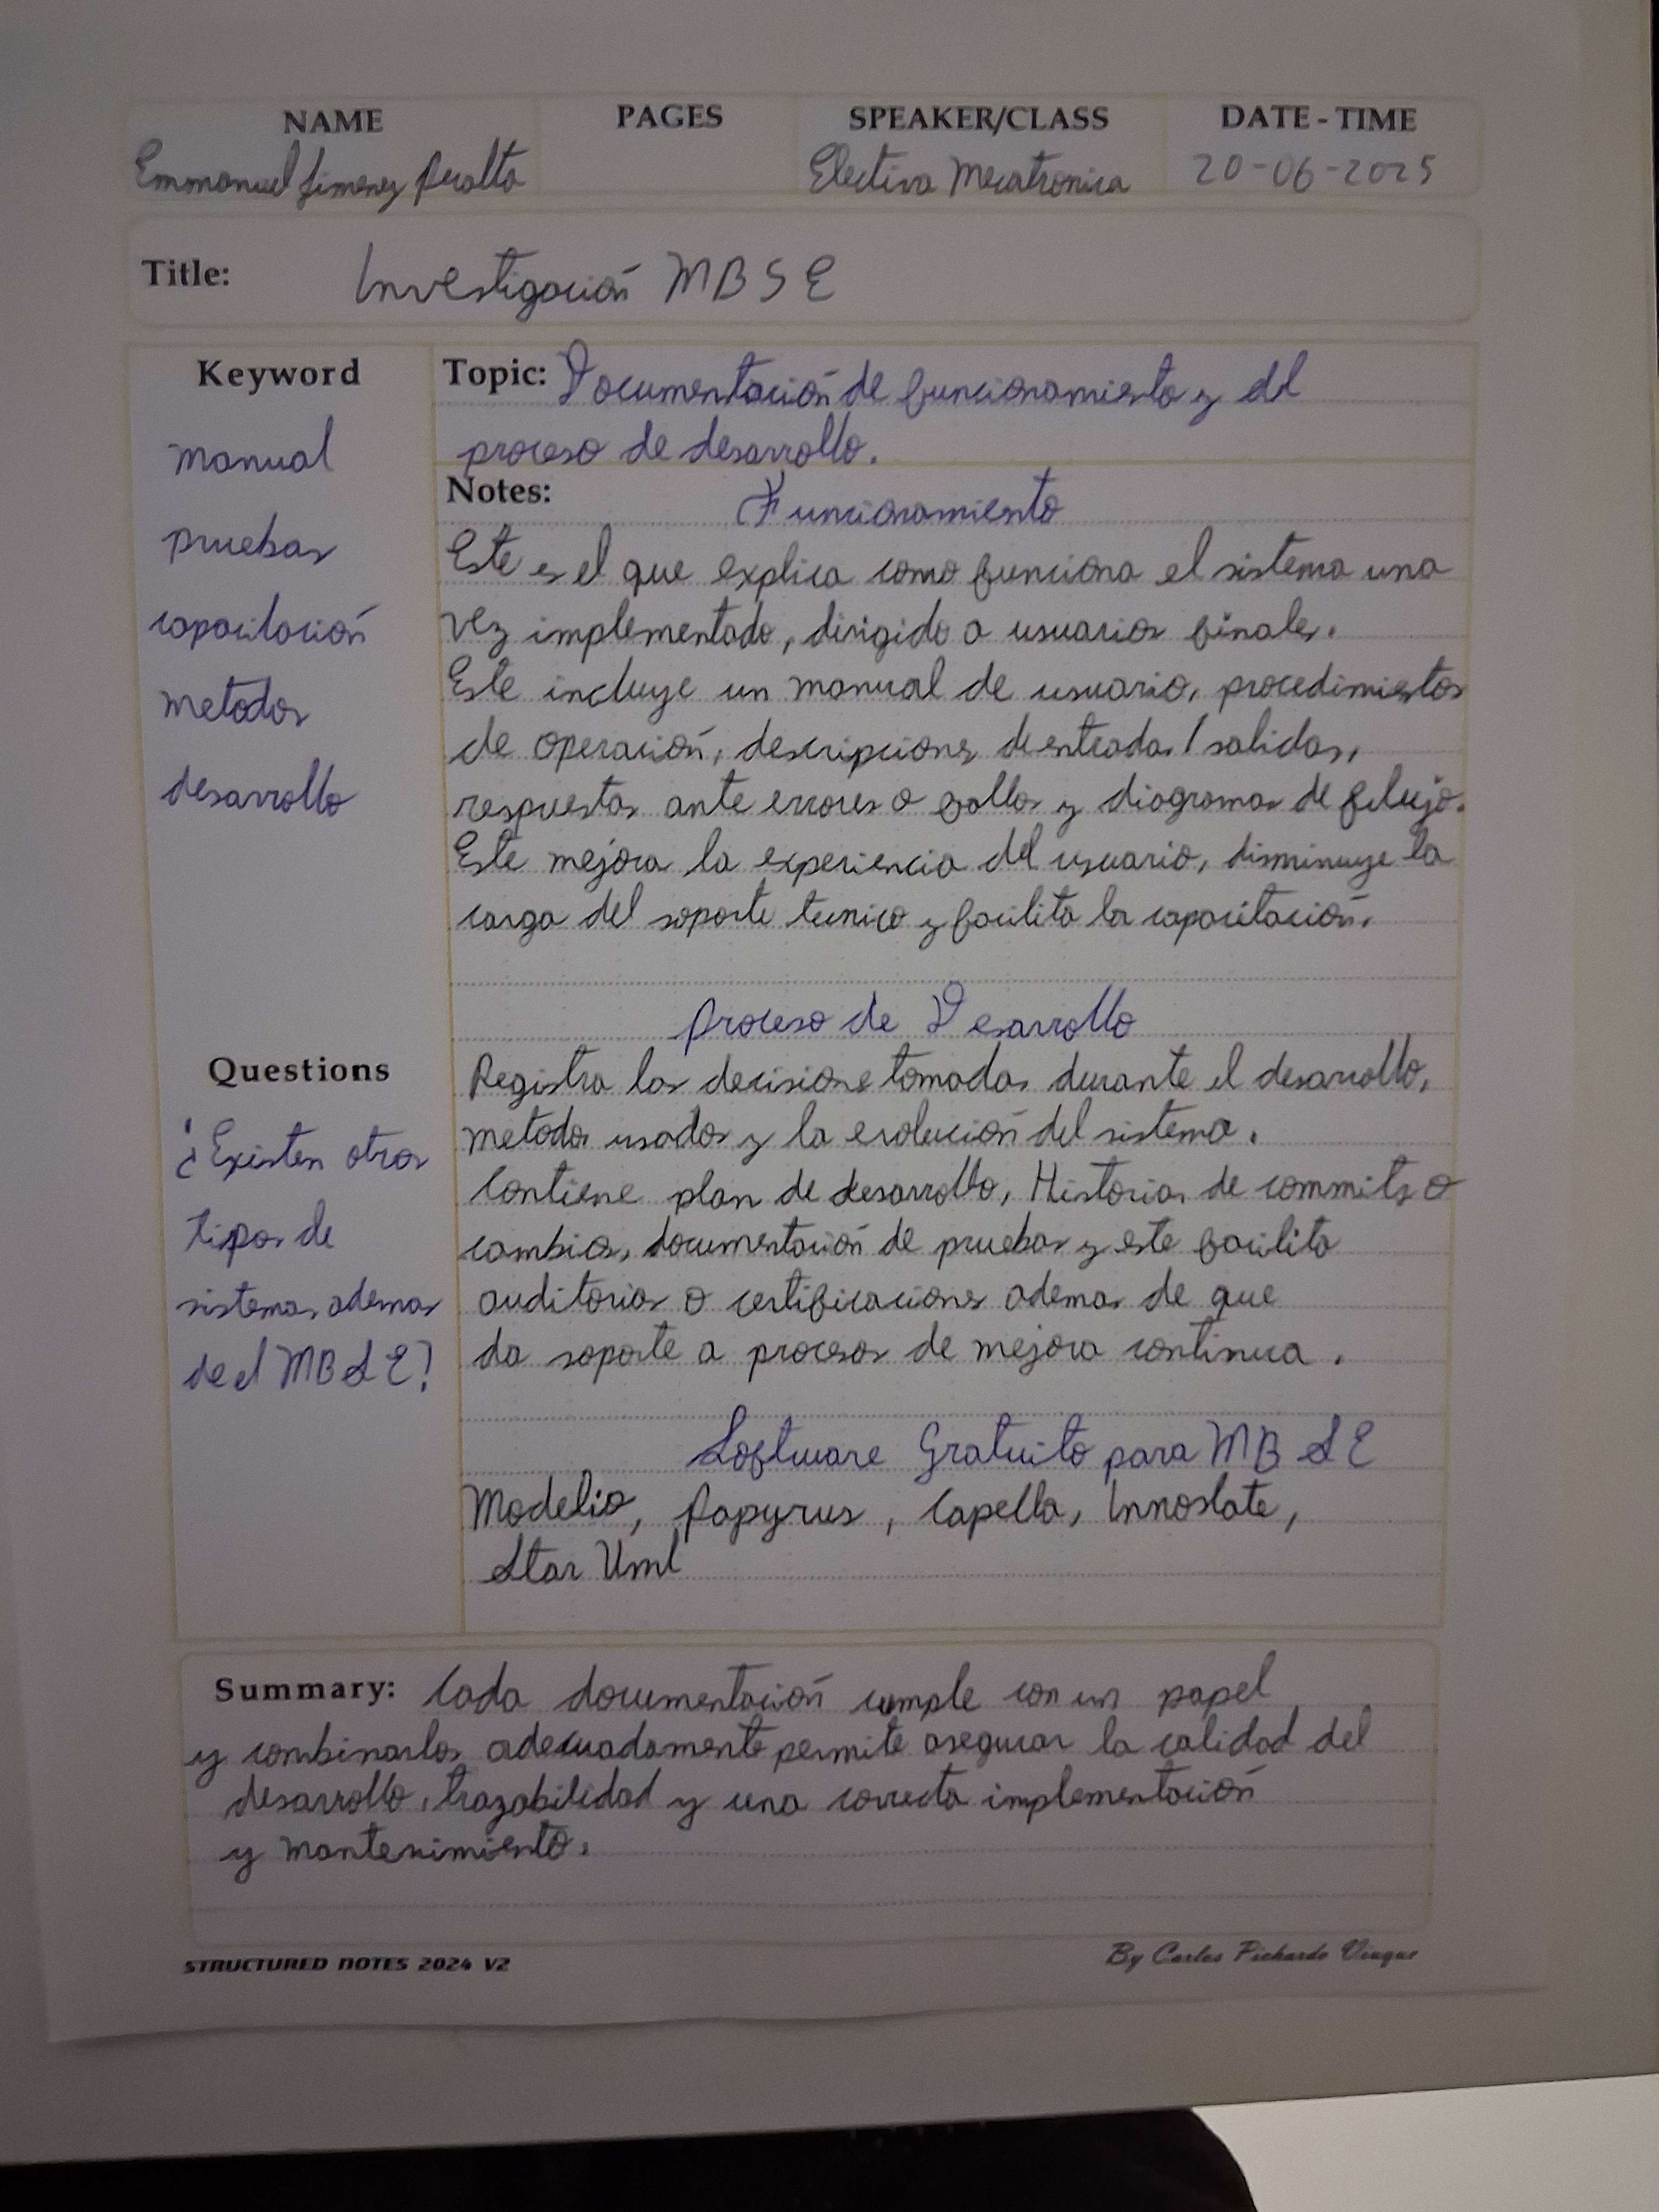 NAME PAGES SPEAKER/CLASS DATE - TIME
Emmanuel Jimenez Peralta Electiva Mecatronica 20-06-2025
Title: Investigación MBSE
Keyword
manual
pruebas
capacitación
metodos
desarrollo
Questions
¿Existen otros
tipos de
sistemas ademas
de el MBSE?
Topic: Documentación de funcionamiento y del
proceso de desarrollo.
Notes: Funcionamiento
Este es el que explica como funciona el sistema una
vez implementado, dirigido a usuarios finales.
Este incluye un manual de usuario, procedimientos
de operación, descripciones de entradas / salidas,
respuestas ante errores o fallos y diagramas de flujo.
Este mejora la experiencia del usuario, disminuye la
carga del soporte tecnico y facilita la capacitación.
Proceso de Desarrollo
Registra las decisiones tomadas durante el desarrollo,
metodos usados y la evolución del sistema.
Contiene plan de desarrollo, Historias de commits o
cambios, documentación de pruebas y este facilita
auditorias o certificaciones ademas de que
da soporte a procesos de mejora continua.
Software Gratuito para MBSE
Modelio, Papyrus, Capella, Innoslate,
Star Uml
Summary: Cada documentación cumple con un papel
y combinarlos adecuadamente permite asegurar la calidad del
desarrollo, trazabilidad y una correcta implementación
y mantenimiento.
STRUCTURED NOTES 2024 V2 By Carlos Pichardo Viuque